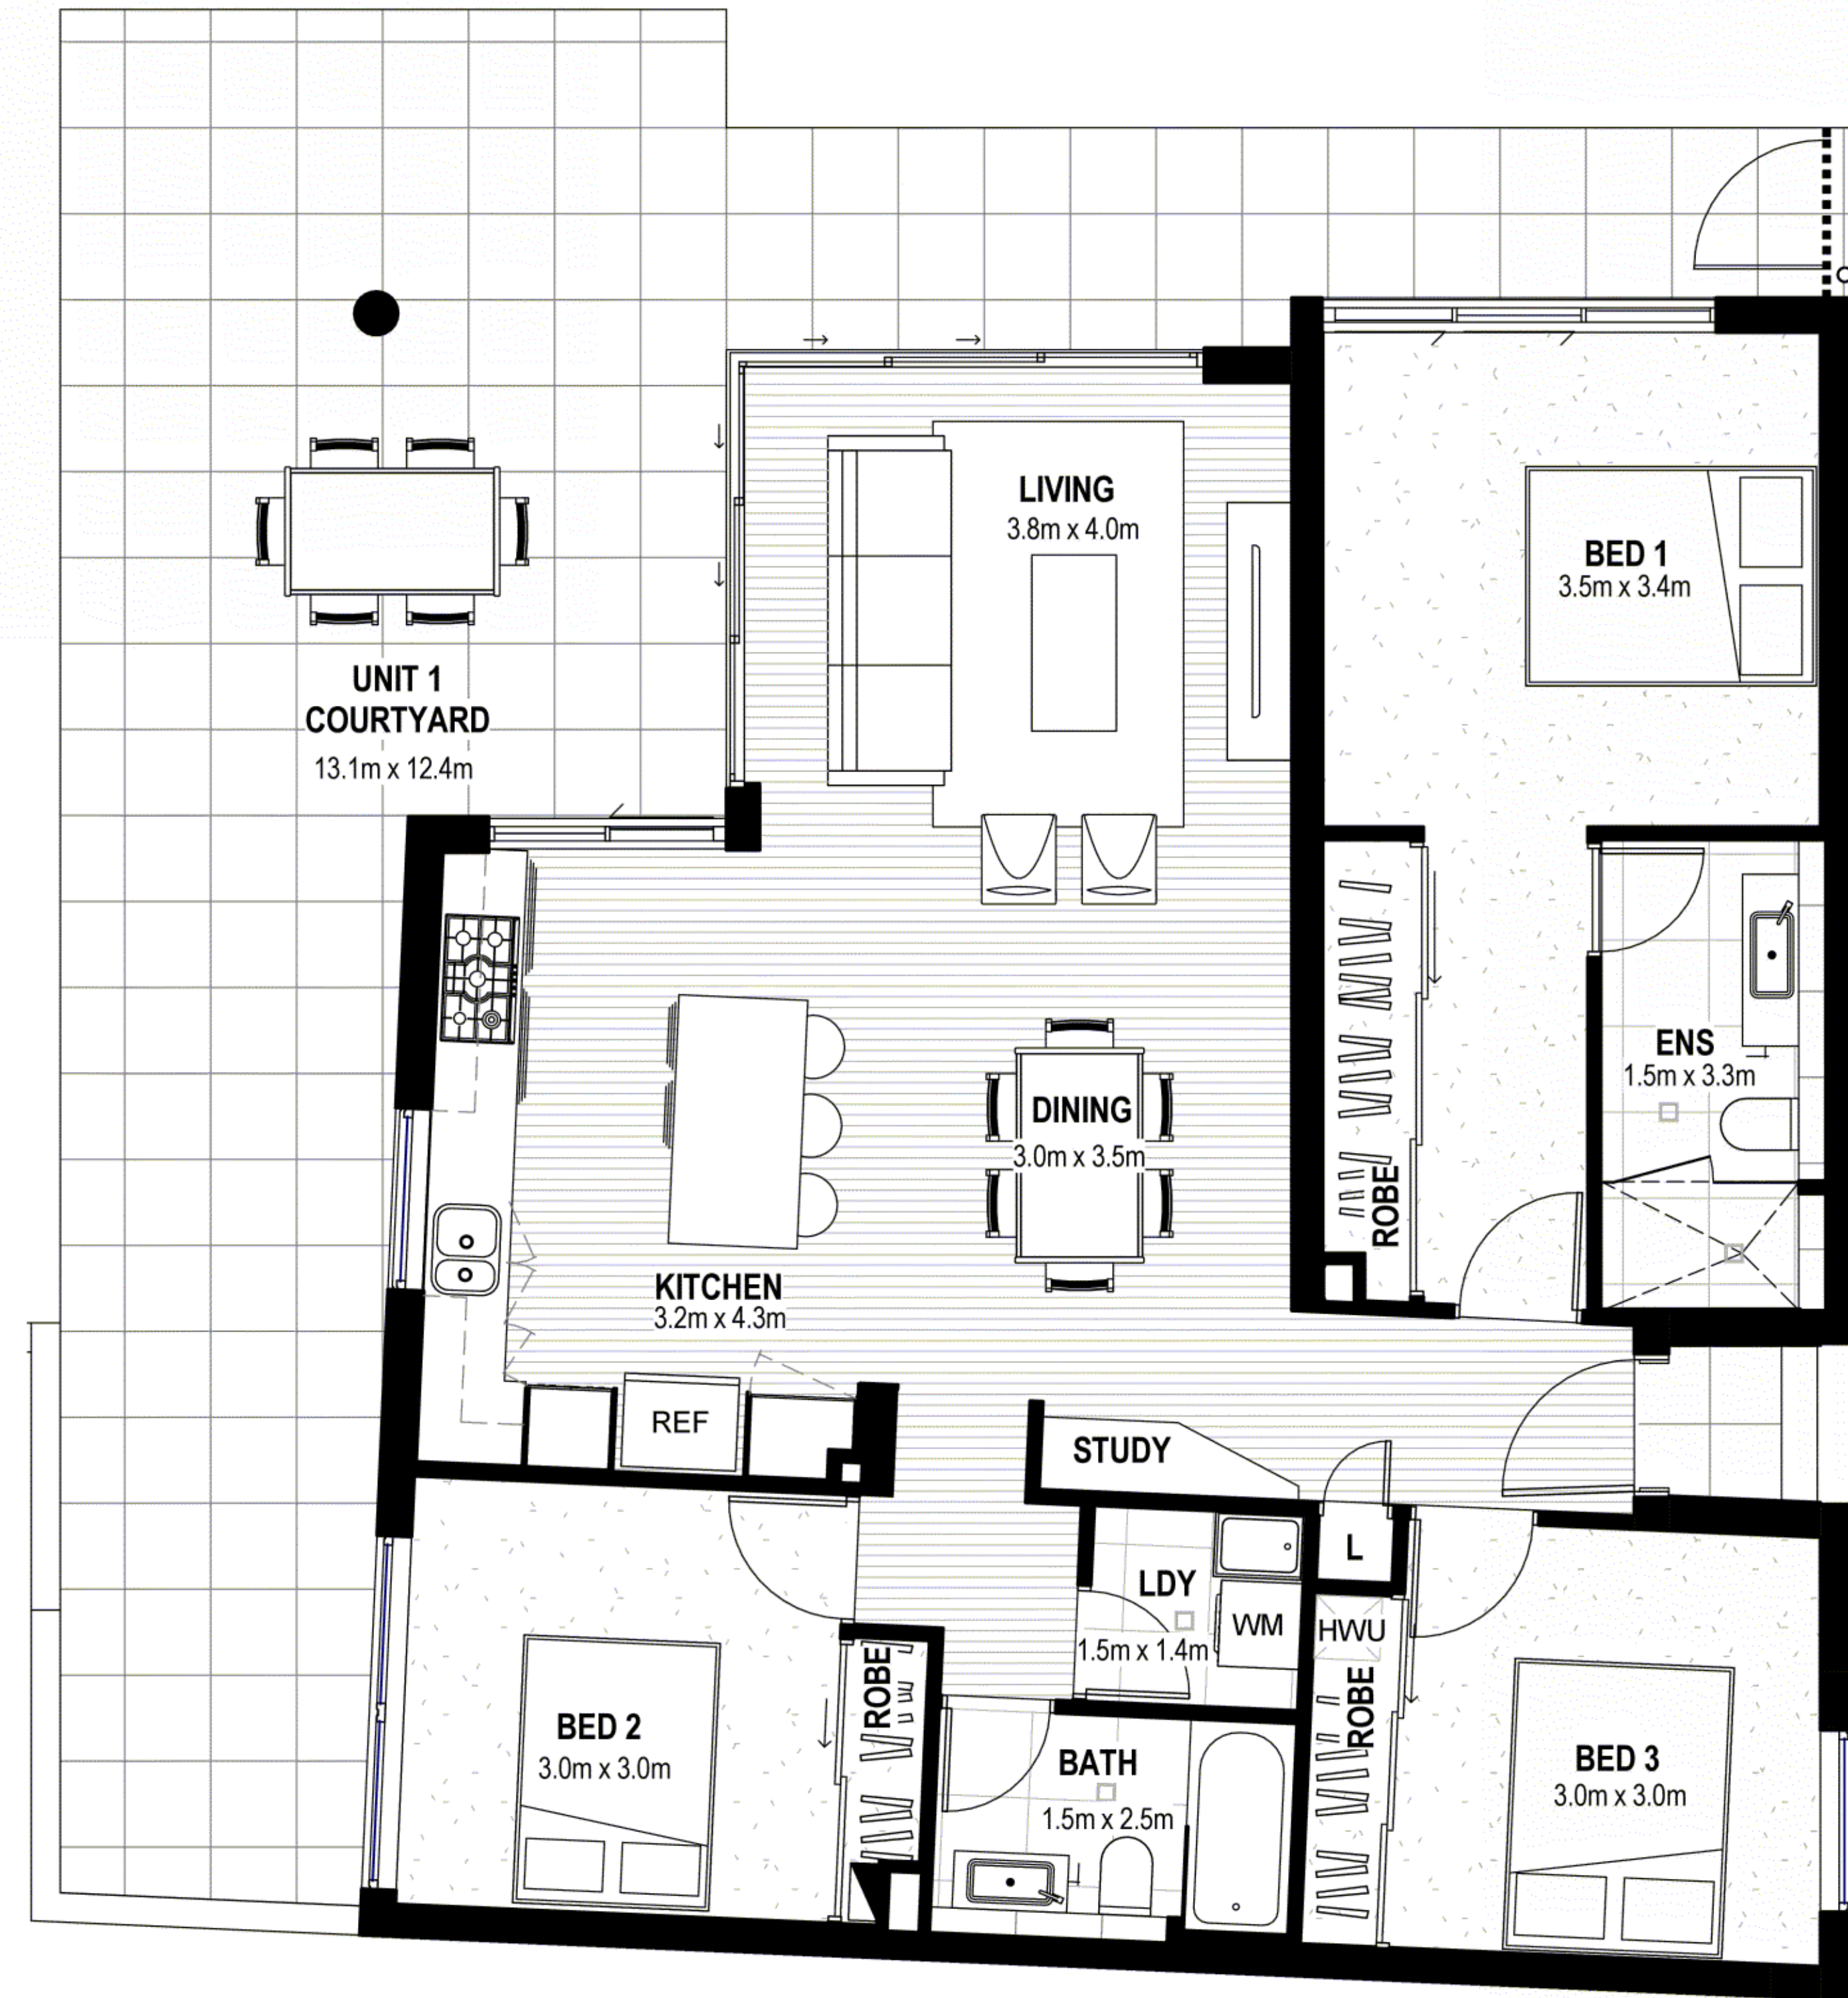 LIVING
3.8m x 4.0m
BED 1
3.5m x 3.4m
UNIT 1
COURTYARD
13.1m x 12.4m
ENS
1.5m x 3.3m
DINING
3.0m x 3.5m
ROBE
KITCHEN
3.2m x 4.3m
REF
STUDY
L
LDY
1.5m x 1.4m
WM
HWU
ROBE
ROBE
BED 2
3.0m x 3.0m
BATH
1.5m x 2.5m
BED 3
3.0m x 3.0m